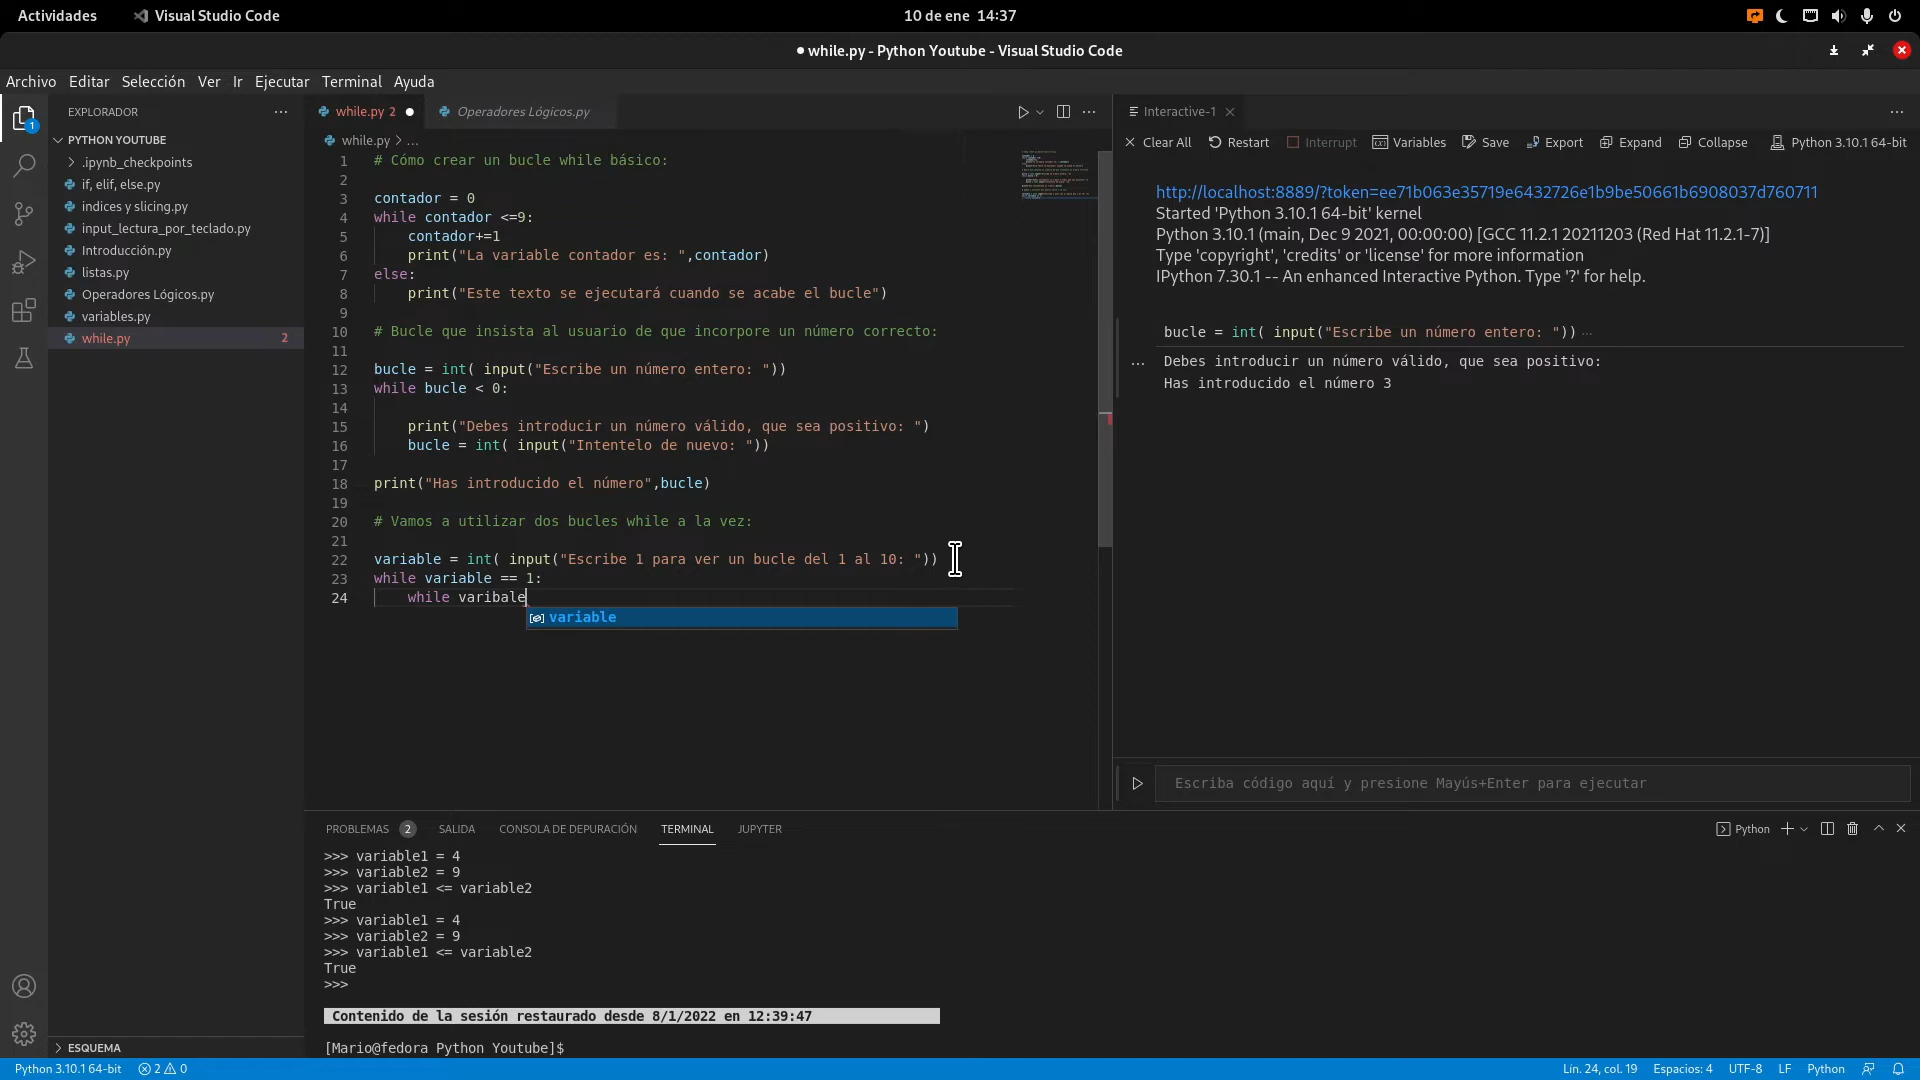 Actividades
Visual Studio Code
10 de ene 14:37
● while.py - Python Youtube - Visual Studio Code
Archivo Editar Selección Ver Ir Ejecutar Terminal Ayuda
EXPLORADOR
PYTHON YOUTUBE
.ipynb_checkpoints
if, elif, else.py
indices y slicing.py
input_lectura_por_teclado.py
Introducción.py
listas.py
Operadores Lógicos.py
variables.py
while.py 2
ESQUEMA
1
while.py 2
Operadores Lógicos.py
while.py > ...
1 # Cómo crear un bucle while básico:
2
3 contador = 0
4 while contador <=9:
5 contador+=1
6 print("La variable contador es: ",contador)
7 else:
8 print("Este texto se ejecutará cuando se acabe el bucle")
9
10 # Bucle que insista al usuario de que incorpore un número correcto:
11
12 bucle = int( input("Escribe un número entero: "))
13 while bucle < 0:
14
15 print("Debes introducir un número válido, que sea positivo: ")
16 bucle = int( input("Intentelo de nuevo: "))
17
18 print("Has introducido el número",bucle)
19
20 # Vamos a utilizar dos bucles while a la vez:
21
22 variable = int( input("Escribe 1 para ver un bucle del 1 al 10: "))
23 while variable == 1:
24 while varibale
variable
Interactive-1
Clear All Restart Interrupt Variables Save Export Expand Collapse Python 3.10.1 64-bit
http://localhost:8889/?token=ee71b063e35719e6432726e1b9be50661b6908037d760711
Started 'Python 3.10.1 64-bit' kernel
Python 3.10.1 (main, Dec 9 2021, 00:00:00) [GCC 11.2.1 20211203 (Red Hat 11.2.1-7)]
Type 'copyright', 'credits' or 'license' for more information
IPython 7.30.1 -- An enhanced Interactive Python. Type '?' for help.
bucle = int( input("Escribe un número entero: ")) ...
Debes introducir un número válido, que sea positivo:
Has introducido el número 3
Escriba código aquí y presione Mayús+Enter para ejecutar
PROBLEMAS 2 SALIDA CONSOLA DE DEPURACIÓN TERMINAL JUPYTER
Python
>>> variable1 = 4
>>> variable2 = 9
>>> variable1 <= variable2
True
>>> variable1 = 4
>>> variable2 = 9
>>> variable1 <= variable2
True
>>>
Contenido de la sesión restaurado desde 8/1/2022 en 12:39:47
[Mario@fedora Python Youtube]$
Python 3.10.1 64-bit 2 0
Lín. 24, col. 19 Espacios: 4 UTF-8 LF Python